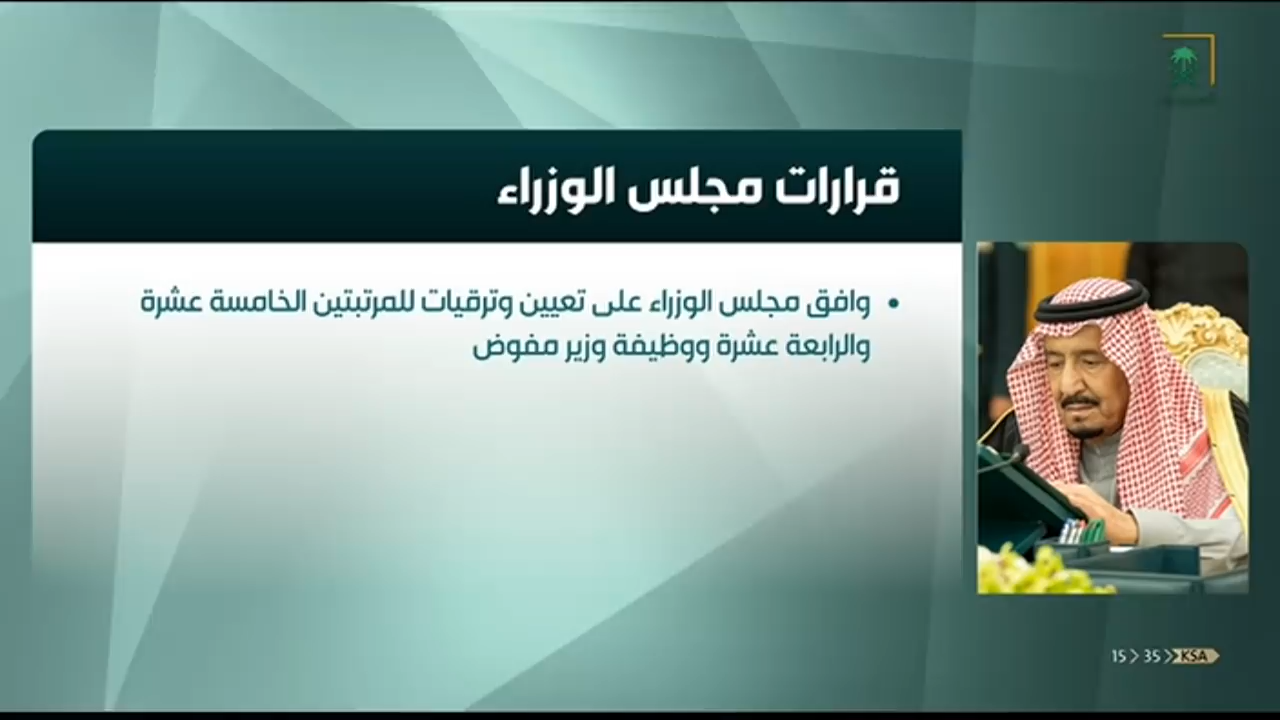 قرارات مجلس الوزراء
• وافق مجلس الوزراء على تعيين وترقيات للمرتبتين الخامسة عشرة
والرابعة عشرة ووظيفة وزير مفوض
15 > 35 >> KSA